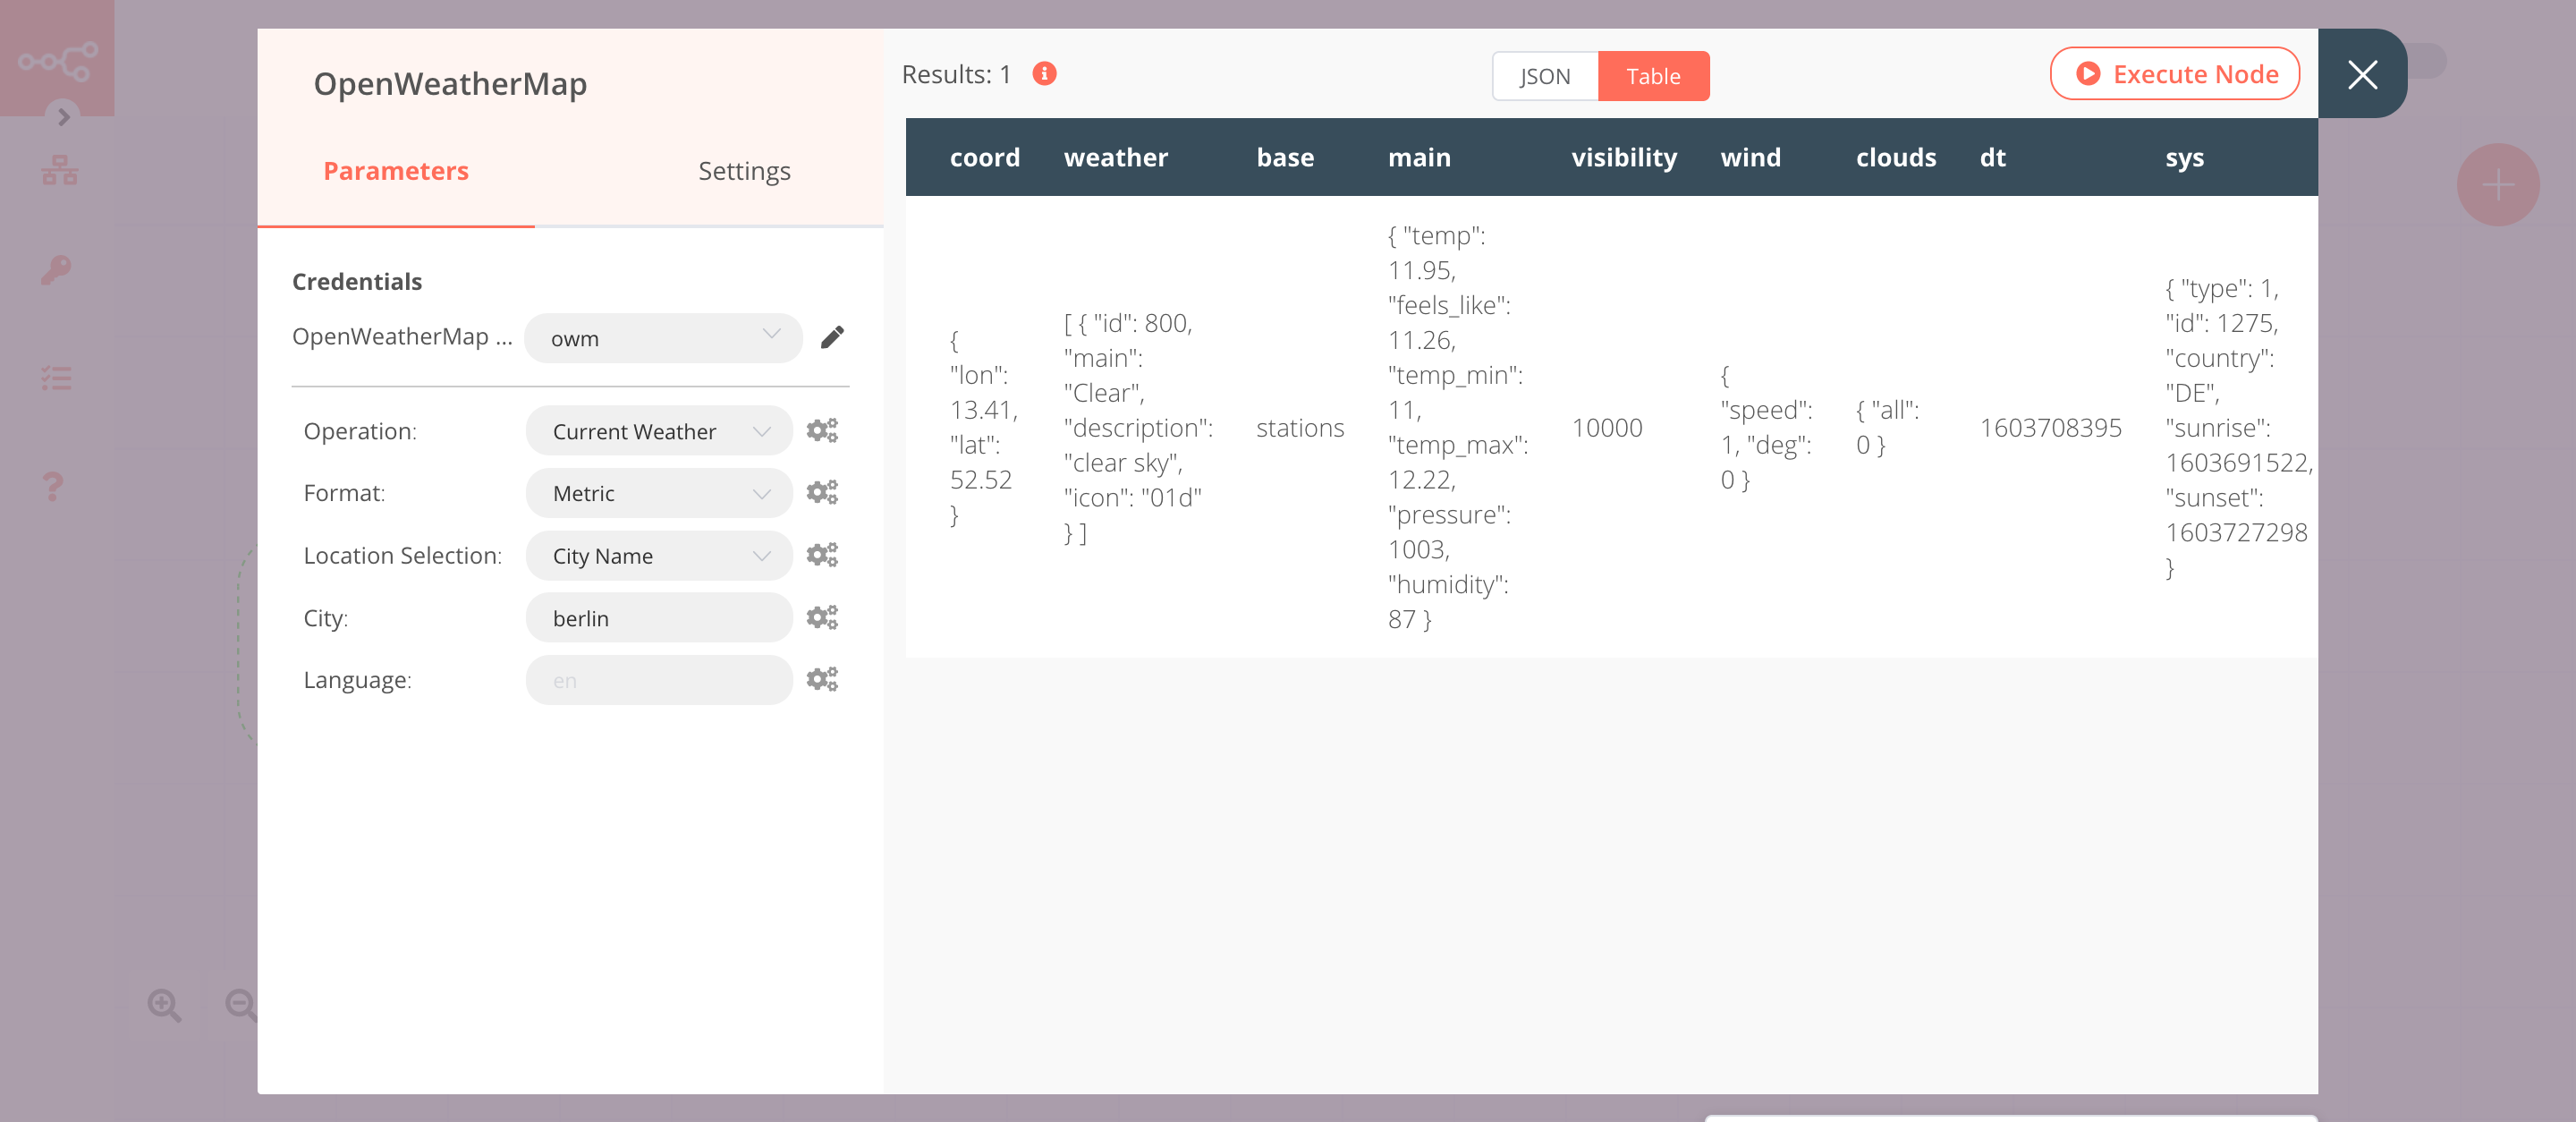 OpenWeatherMap
Parameters
Settings
Credentials
OpenWeatherMap ...
owm
Operation:
Current Weather
Format:
Metric
Location Selection:
City Name
City:
berlin
Language:
en
Results: 1
JSON
Table
Execute Node
coord weather base main visibility wind clouds dt sys
{
"lon":
13.41,
"lat":
52.52
}
[ { "id": 800,
"main":
"Clear",
"description":
"clear sky",
"icon": "01d"
} ]
stations
{ "temp":
11.95,
"feels_like":
11.26,
"temp_min":
11,
"temp_max":
12.22,
"pressure":
1003,
"humidity":
87 }
10000
{
"speed":
1, "deg":
0 }
{ "all":
0 }
1603708395
{ "type": 1,
"id": 1275,
"country":
"DE",
"sunrise":
1603691522,
"sunset":
1603727298
}